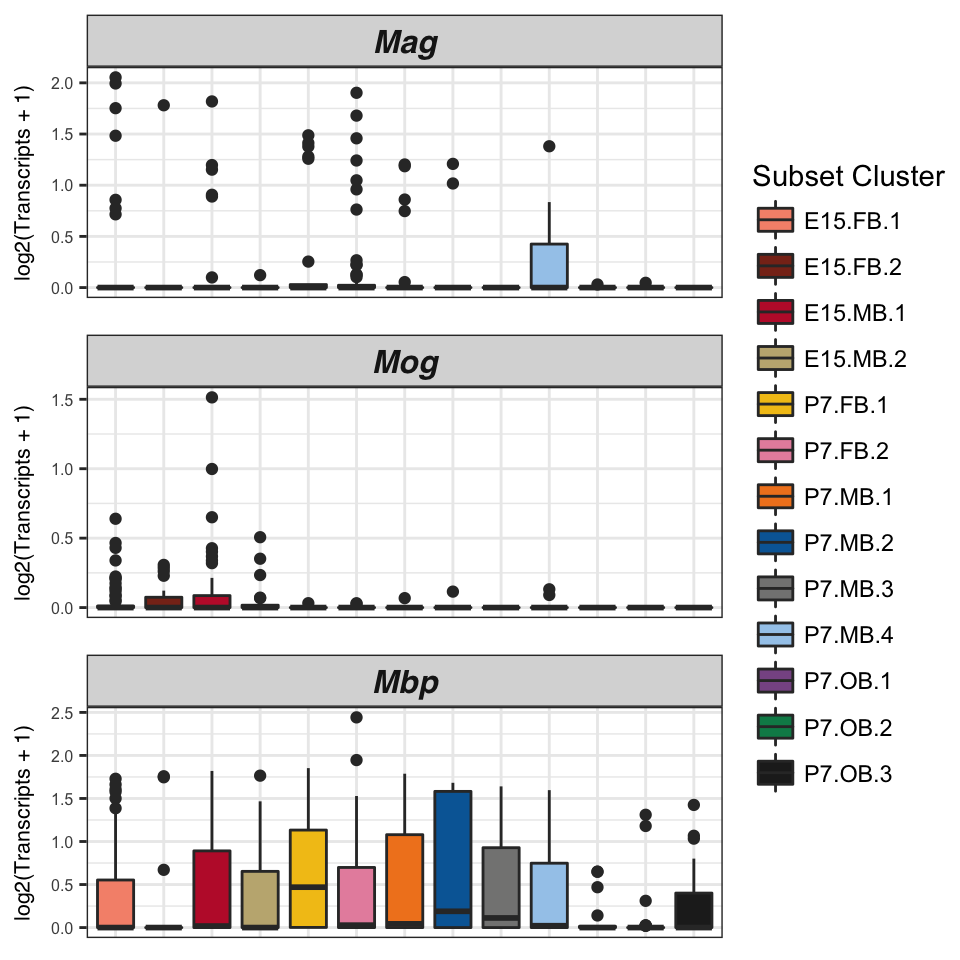 Mag
log2(Transcripts + 1)
2.0
1.5
1.0
0.5
0.0
Mog
log2(Transcripts + 1)
1.5
1.0
0.5
0.0
Mbp
log2(Transcripts + 1)
2.5
2.0
1.5
1.0
0.5
0.0
Subset Cluster
E15.FB.1
E15.FB.2
E15.MB.1
E15.MB.2
P7.FB.1
P7.FB.2
P7.MB.1
P7.MB.2
P7.MB.3
P7.MB.4
P7.OB.1
P7.OB.2
P7.OB.3